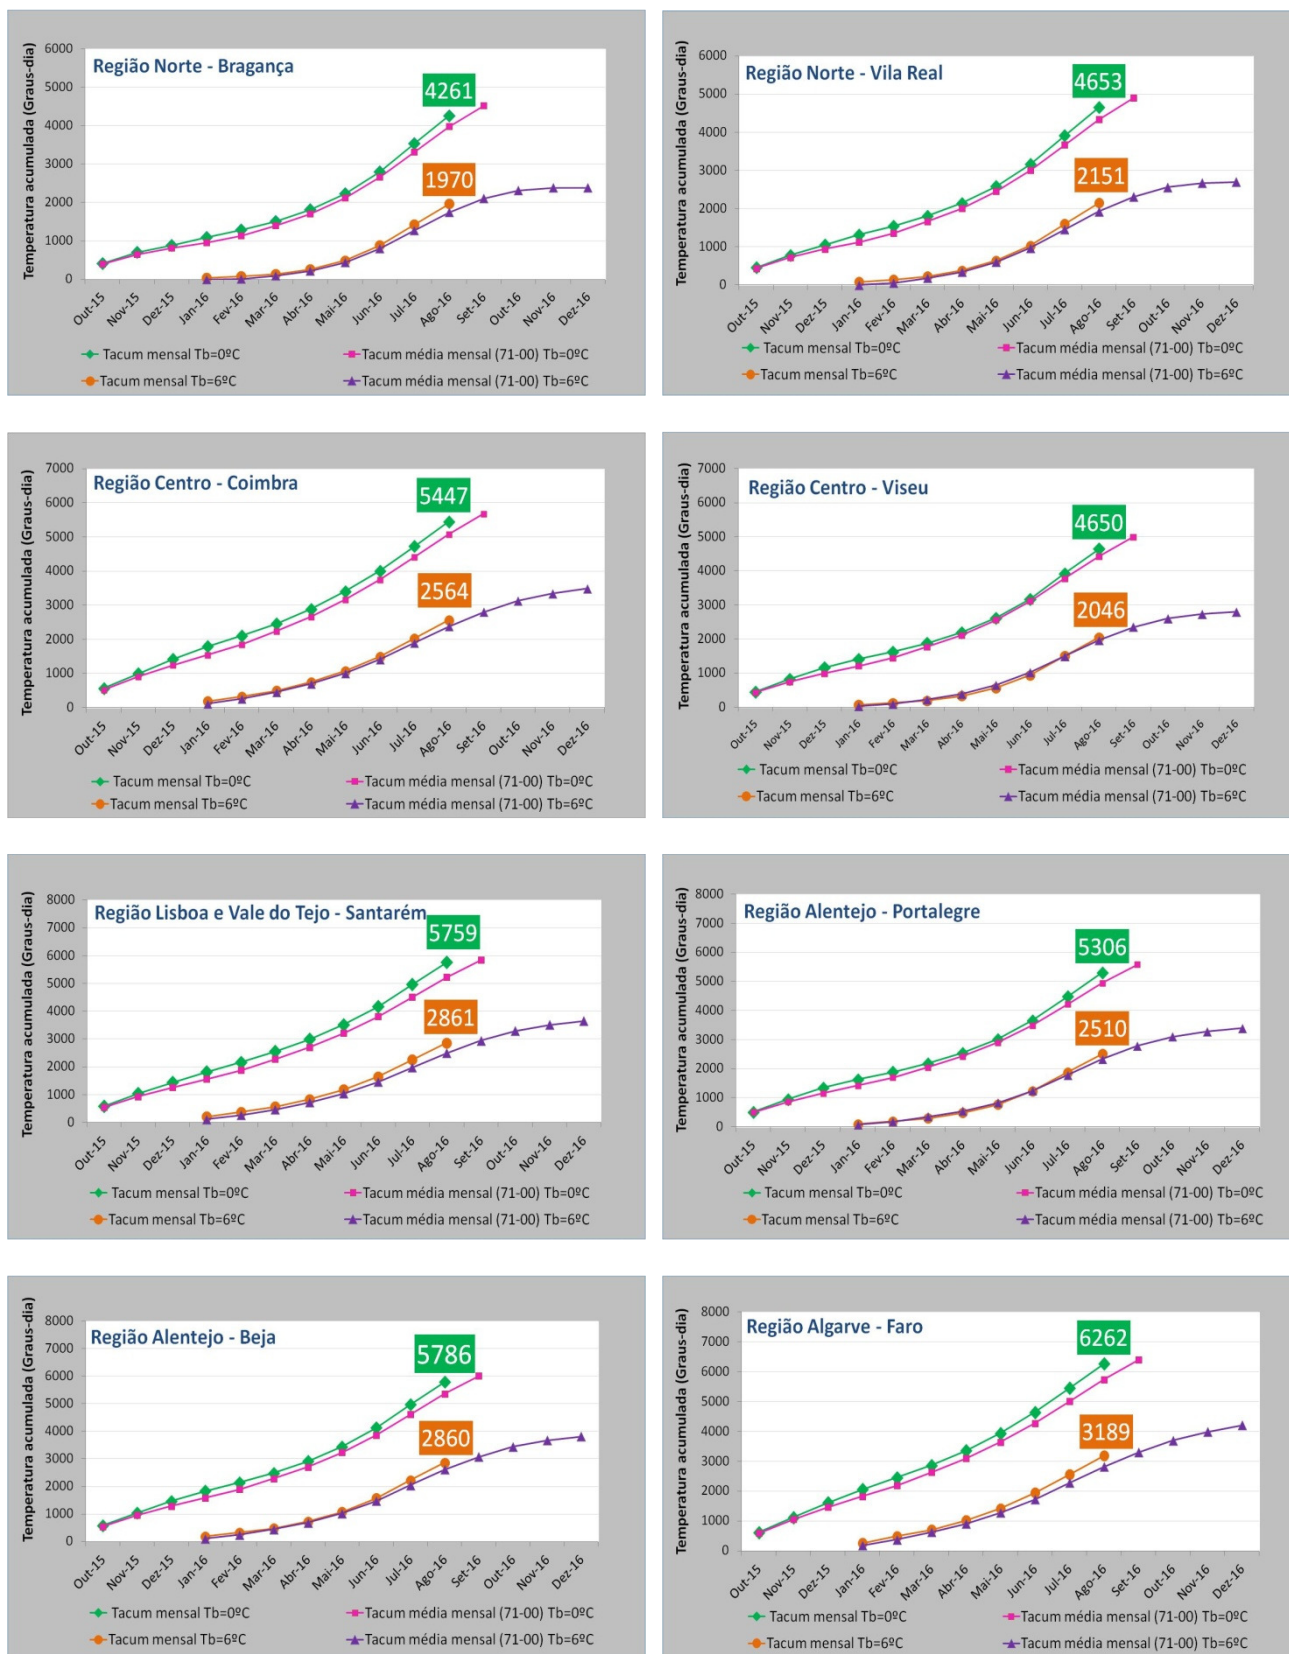 Temperatura acumulada (Graus-dia)
Região Norte - Bragança
6000
5000
4000
3000
2000
1000
0
4261
1970
Out-15 Nov-15 Dez-15 Jan-16 Fev-16 Mar-16 Abr-16 Mai-16 Jun-16 Jul-16 Ago-16 Set-16 Out-16 Nov-16 Dez-16
Tacum mensal Tb=0ºC Tacum média mensal (71-00) Tb=0ºC
Tacum mensal Tb=6ºC Tacum média mensal (71-00) Tb=6ºC
Temperatura acumulada (Graus-dia)
Região Norte - Vila Real
6000
5000
4000
3000
2000
1000
0
4653
2151
Out-15 Nov-15 Dez-15 Jan-16 Fev-16 Mar-16 Abr-16 Mai-16 Jun-16 Jul-16 Ago-16 Set-16 Out-16 Nov-16 Dez-16
Tacum mensal Tb=0ºC Tacum média mensal (71-00) Tb=0ºC
Tacum mensal Tb=6ºC Tacum média mensal (71-00) Tb=6ºC
Temperatura acumulada (Graus-dia)
Região Centro - Coimbra
7000
6000
5000
4000
3000
2000
1000
0
5447
2564
Out-15 Nov-15 Dez-15 Jan-16 Fev-16 Mar-16 Abr-16 Mai-16 Jun-16 Jul-16 Ago-16 Set-16 Out-16 Nov-16 Dez-16
Tacum mensal Tb=0ºC Tacum média mensal (71-00) Tb=0ºC
Tacum mensal Tb=6ºC Tacum média mensal (71-00) Tb=6ºC
Temperatura acumulada (Graus-dia)
Região Centro - Viseu
7000
6000
5000
4000
3000
2000
1000
0
4650
2046
Out-15 Nov-15 Dez-15 Jan-16 Fev-16 Mar-16 Abr-16 Mai-16 Jun-16 Jul-16 Ago-16 Set-16 Out-16 Nov-16 Dez-16
Tacum mensal Tb=0ºC Tacum média mensal (71-00) Tb=0ºC
Tacum mensal Tb=6ºC Tacum média mensal (71-00) Tb=6ºC
Temperatura acumulada (Graus-dia)
Região Lisboa e Vale do Tejo - Santarém
8000
7000
6000
5000
4000
3000
2000
1000
0
5759
2861
Out-15 Nov-15 Dez-15 Jan-16 Fev-16 Mar-16 Abr-16 Mai-16 Jun-16 Jul-16 Ago-16 Set-16 Out-16 Nov-16 Dez-16
Tacum mensal Tb=0ºC Tacum média mensal (71-00) Tb=0ºC
Tacum mensal Tb=6ºC Tacum média mensal (71-00) Tb=6ºC
Temperatura acumulada (Graus-dia)
Região Alentejo - Portalegre
8000
7000
6000
5000
4000
3000
2000
1000
0
5306
2510
Out-15 Nov-15 Dez-15 Jan-16 Fev-16 Mar-16 Abr-16 Mai-16 Jun-16 Jul-16 Ago-16 Set-16 Out-16 Nov-16 Dez-16
Tacum mensal Tb=0ºC Tacum média mensal (71-00) Tb=0ºC
Tacum mensal Tb=6ºC Tacum média mensal (71-00) Tb=6ºC
Temperatura acumulada (Graus-dia)
Região Alentejo - Beja
8000
7000
6000
5000
4000
3000
2000
1000
0
5786
2860
Out-15 Nov-15 Dez-15 Jan-16 Fev-16 Mar-16 Abr-16 Mai-16 Jun-16 Jul-16 Ago-16 Set-16 Out-16 Nov-16 Dez-16
Tacum mensal Tb=0ºC Tacum média mensal (71-00) Tb=0ºC
Tacum mensal Tb=6ºC Tacum média mensal (71-00) Tb=6ºC
Temperatura acumulada (Graus-dia)
Região Algarve - Faro
8000
7000
6000
5000
4000
3000
2000
1000
0
6262
3189
Out-15 Nov-15 Dez-15 Jan-16 Fev-16 Mar-16 Abr-16 Mai-16 Jun-16 Jul-16 Ago-16 Set-16 Out-16 Nov-16 Dez-16
Tacum mensal Tb=0ºC Tacum média mensal (71-00) Tb=0ºC
Tacum mensal Tb=6ºC Tacum média mensal (71-00) Tb=6ºC